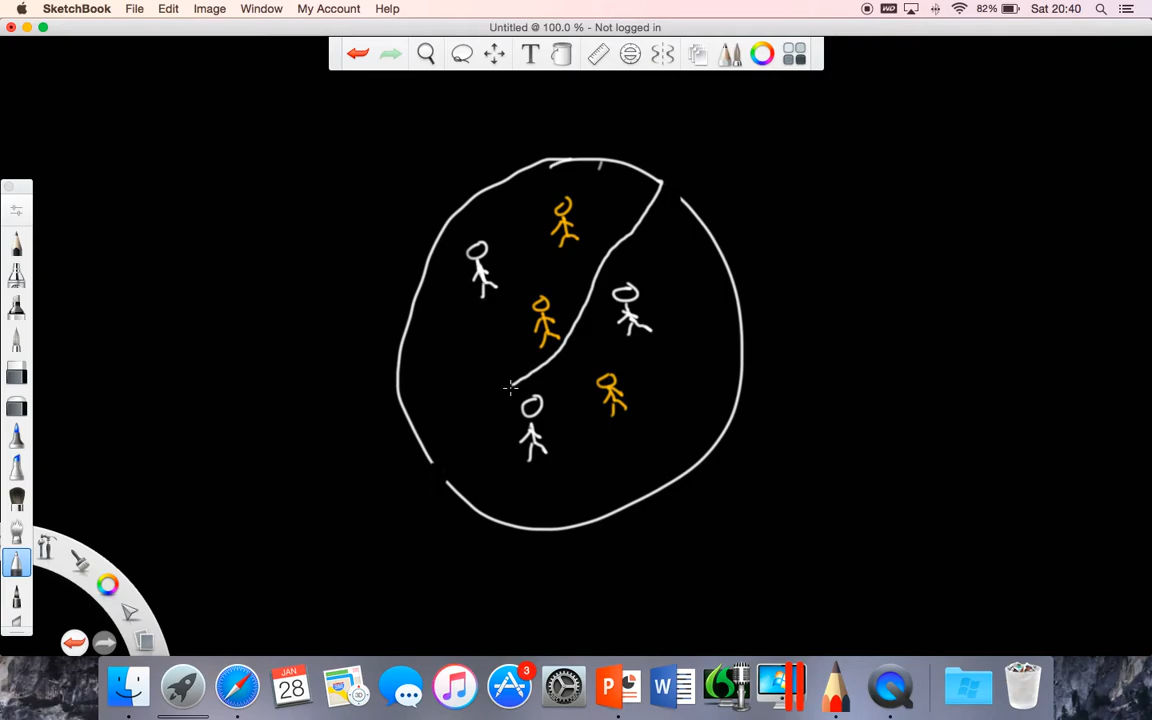 SketchBook File Edit Image Window My Account Help 82% Sat 20:40
Untitled @ 100.0 % - Not logged in
T
3
JAN
28
3D
P
W